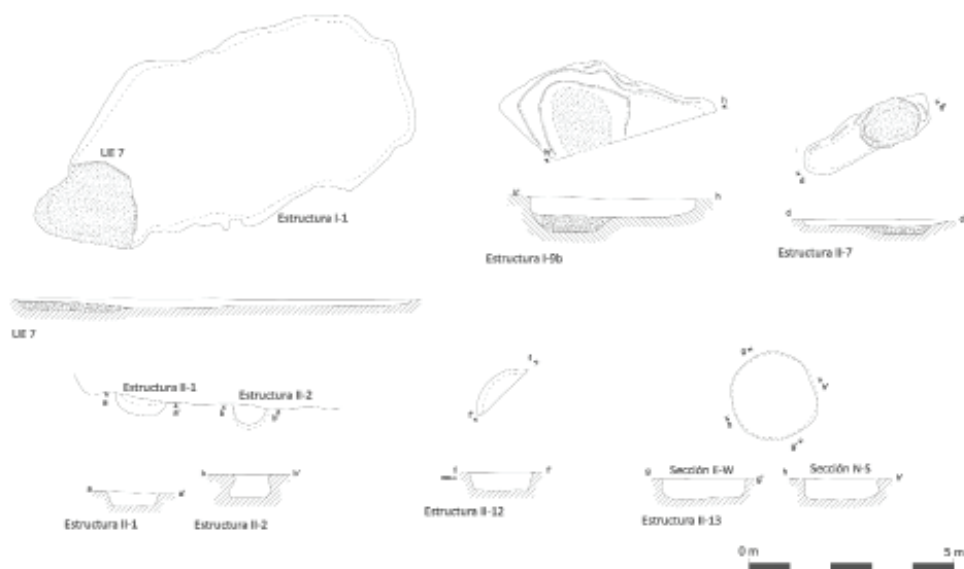 UE 7
Estructura I-1
h
Estructura I-9b
d
d
Estructura II-7
UE 7
Estructura II-1
Estructura II-2
Estructura II-1
Estructura II-2
f
f'
Estructura II-12
g
Sección E-W
g'
h
Sección N-S
h'
Estructura II-13
0 m
5 m